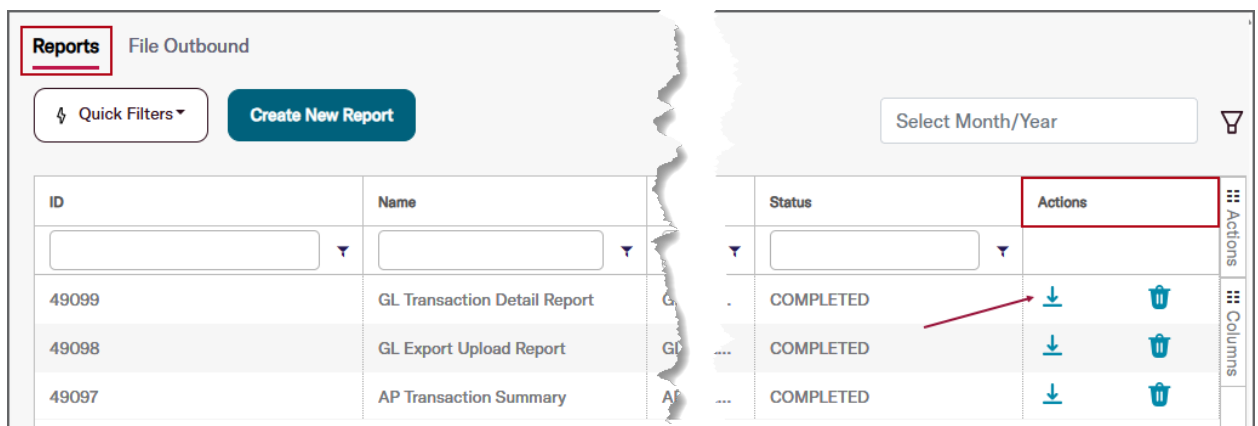 Reports File Outbound
Quick Filters Create New Report Select Month/Year
ID Name Status Actions
49099 GL Transaction Detail Report COMPLETED
49098 GL Export Upload Report COMPLETED
49097 AP Transaction Summary COMPLETED
Actions
Columns